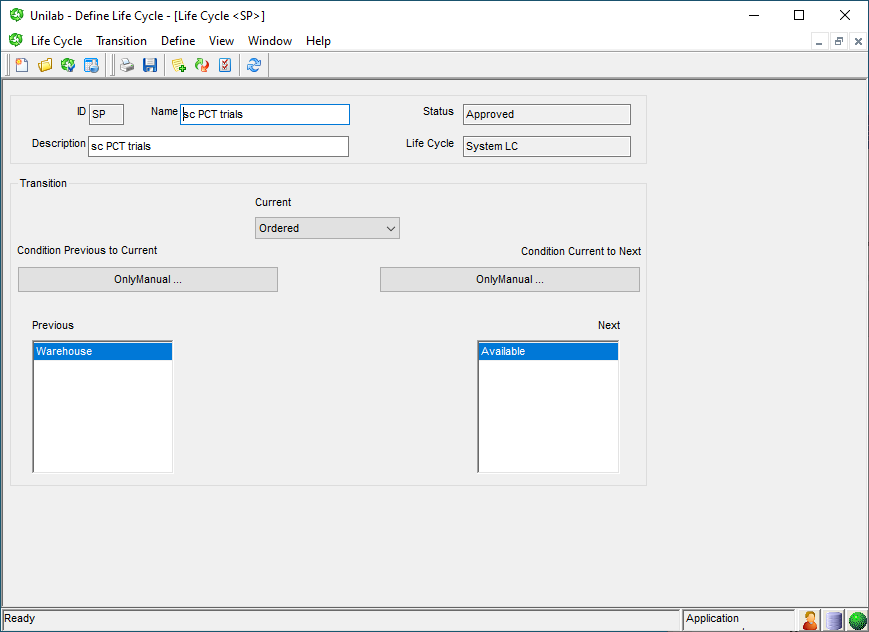 Unilab - Define Life Cycle - [Life Cycle <SP>]
Life Cycle Transition Define View Window Help
ID SP Name sc PCT trials Status Approved
Description sc PCT trials Life Cycle System LC
Transition
Current
Ordered
Condition Previous to Current Condition Current to Next
OnlyManual ... OnlyManual ...
Previous Next
Warehouse Available
Ready Application